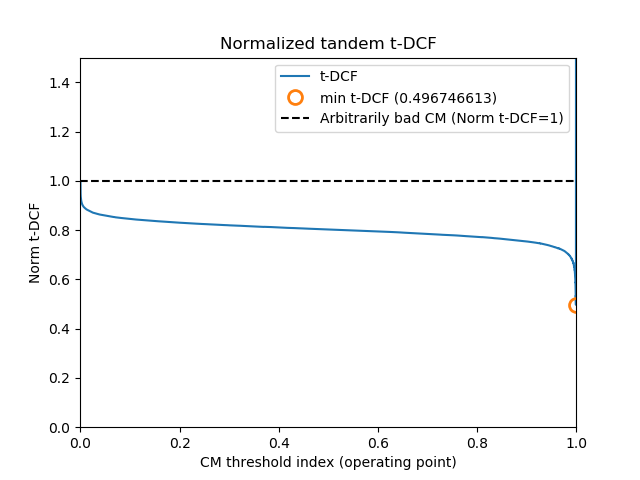 Normalized tandem t-DCF
t-DCF
min t-DCF (0.496746613)
Arbitrarily bad CM (Norm t-DCF=1)
Norm t-DCF
1.4
1.2
1.0
0.8
0.6
0.4
0.2
0.0
0.0 0.2 0.4 0.6 0.8 1.0
CM threshold index (operating point)